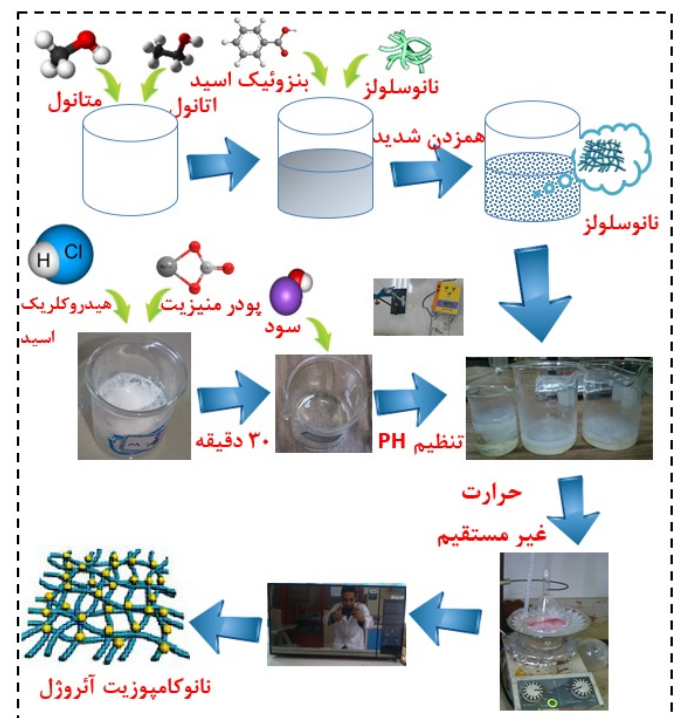 متانول
اتانول
بنزوئیک اسید
نانوسلولز
همزدن شدید
نانوسلولز
H
Cl
هیدروکلریک
اسید
پودر منیزیت
سود
۳۰ دقیقه
تنظیم PH
حرارت
غیر مستقیم
نانوکامپوزیت آئروژل